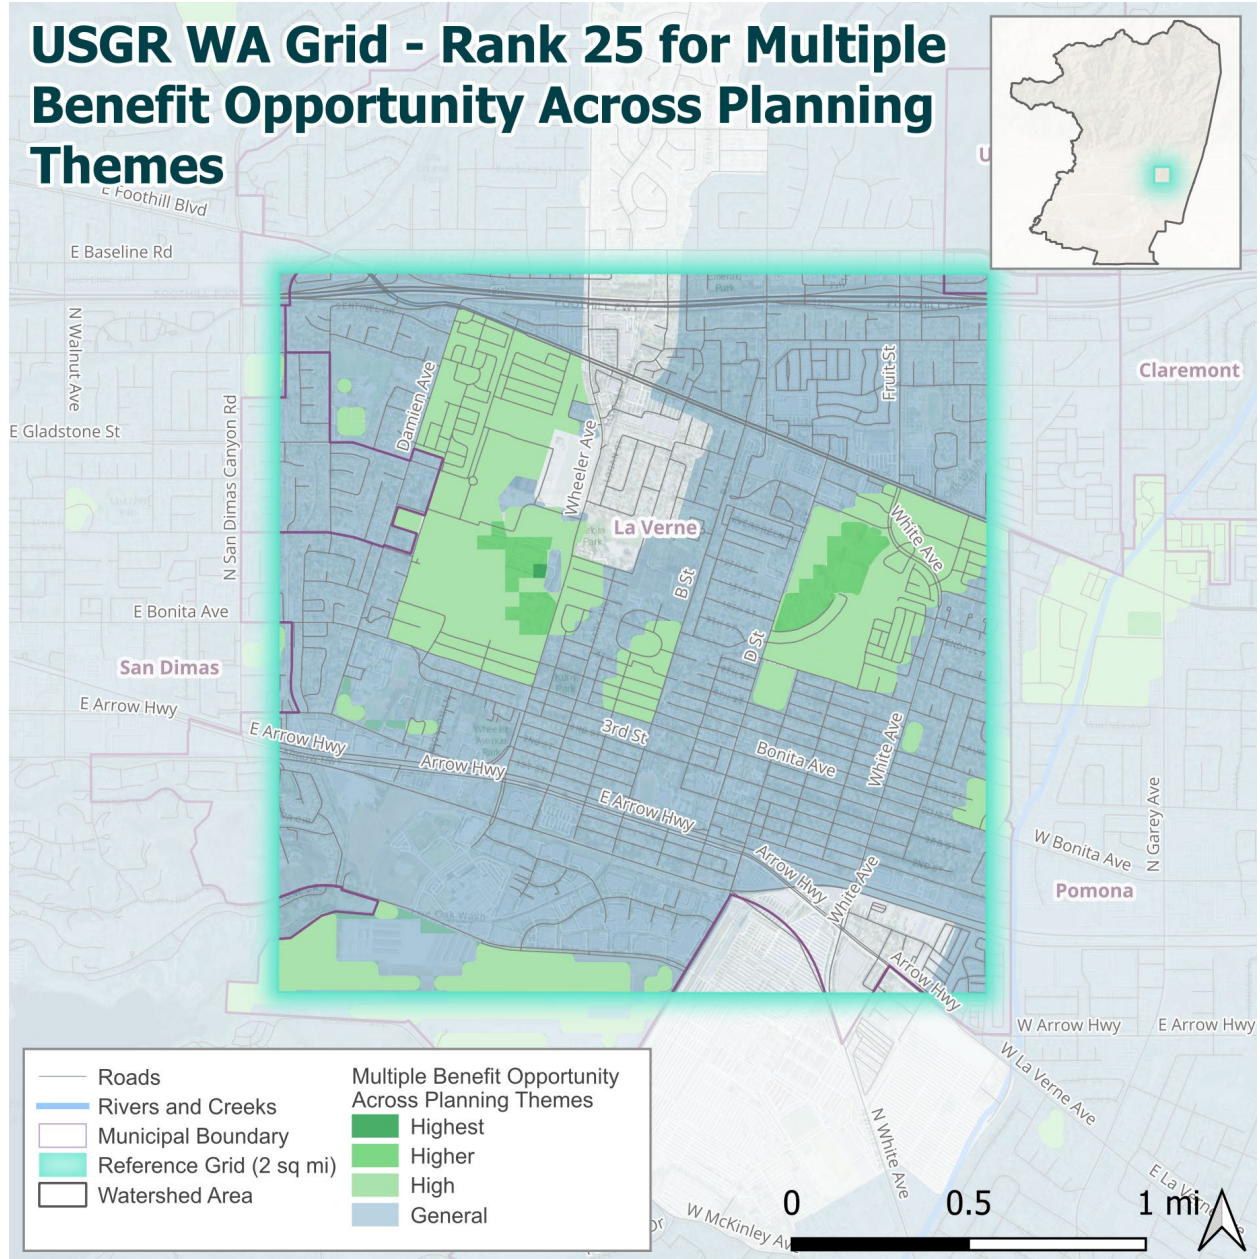 USGR WA Grid - Rank 25 for Multiple
Benefit Opportunity Across Planning
Themes
E Foothill Blvd
E Baseline Rd
U
FOOTHILL FWY
FOOTHILL FWY
N Walnut Ave
Damien Ave
Fruit St
Claremont
N San Dimas Canyon Rd
E Gladstone St
Wheeler Ave
La Verne
White Ave
B St
E Bonita Ave
D St
San Dimas
E Arrow Hwy
E Arrow Hwy
3rd St
White Ave
Bonita Ave
Arrow Hwy
E Arrow Hwy
N Garey Ave
W Bonita Ave
Arrow Hwy
White Ave
Pomona
Arrow Hwy
W Arrow Hwy
E Arrow Hwy
W La Verne Ave
N White Ave
W McKinley Ave
Roads
Rivers and Creeks
Municipal Boundary
Reference Grid (2 sq mi)
Watershed Area
Multiple Benefit Opportunity
Across Planning Themes
Highest
Higher
High
General
0 0.5 1 mi